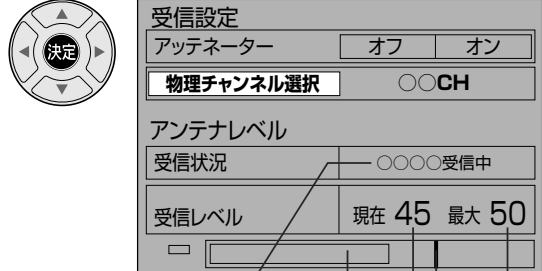 決定
受信設定
アッテネーター オフ オン
物理チャンネル選択 ○○CH
アンテナレベル
受信状況 ○○○○受信中
受信レベル 現在 45 最大 50